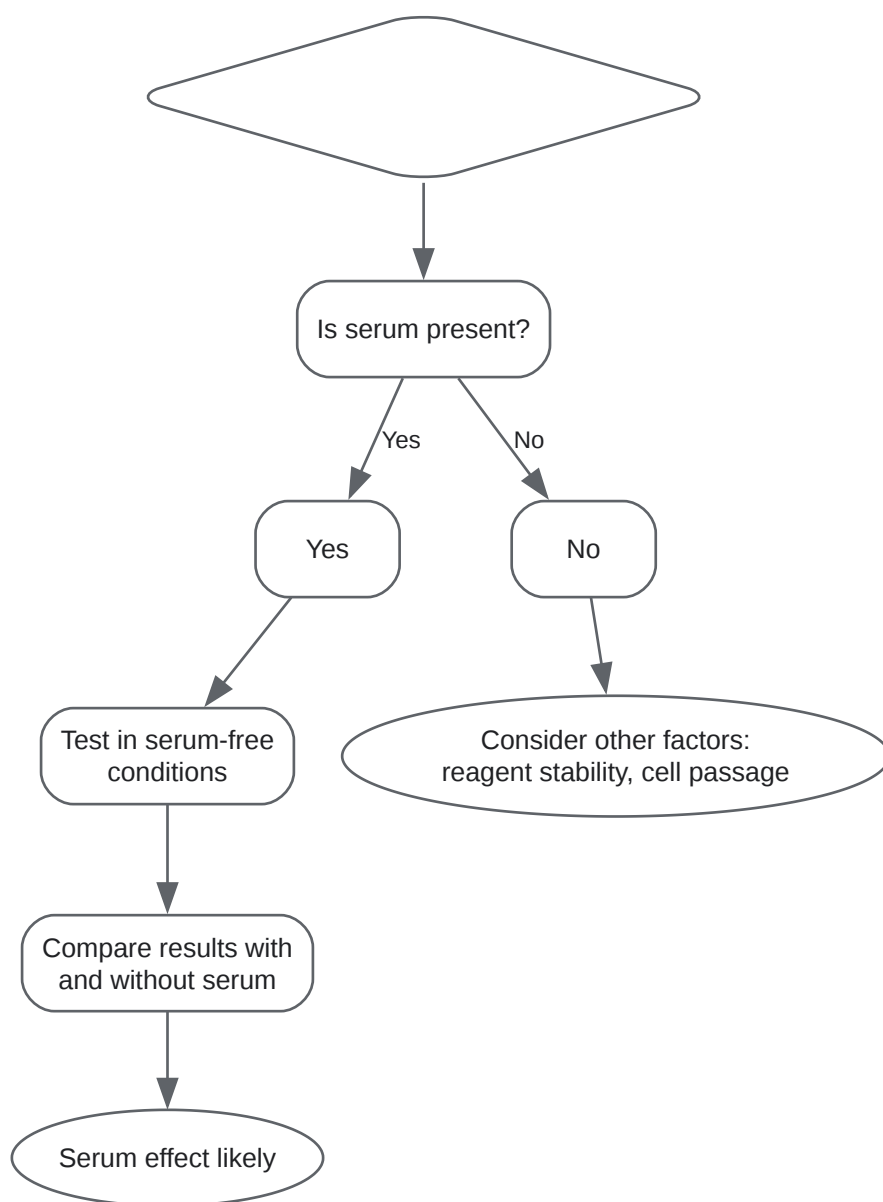 Is serum present?
Yes
No
Yes
No
Test in serum-free
conditions
Consider other factors:
reagent stability, cell passage
Compare results with
and without serum
Serum effect likely